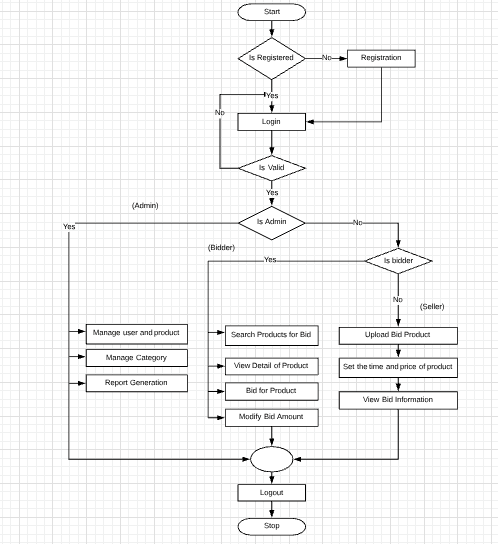 Start
Is Registered
No
Registration
Yes
No
Login
Is Valid
Yes
(Admin)
Is Admin
No
Yes
(Bidder)
Yes
Is bidder
No
(Seller)
Manage user and product
Search Products for Bid
Upload Bid Product
Manage Category
View Detail of Product
Set the time and price of product
Report Generation
Bid for Product
View Bid Information
Modify Bid Amount
Logout
Stop